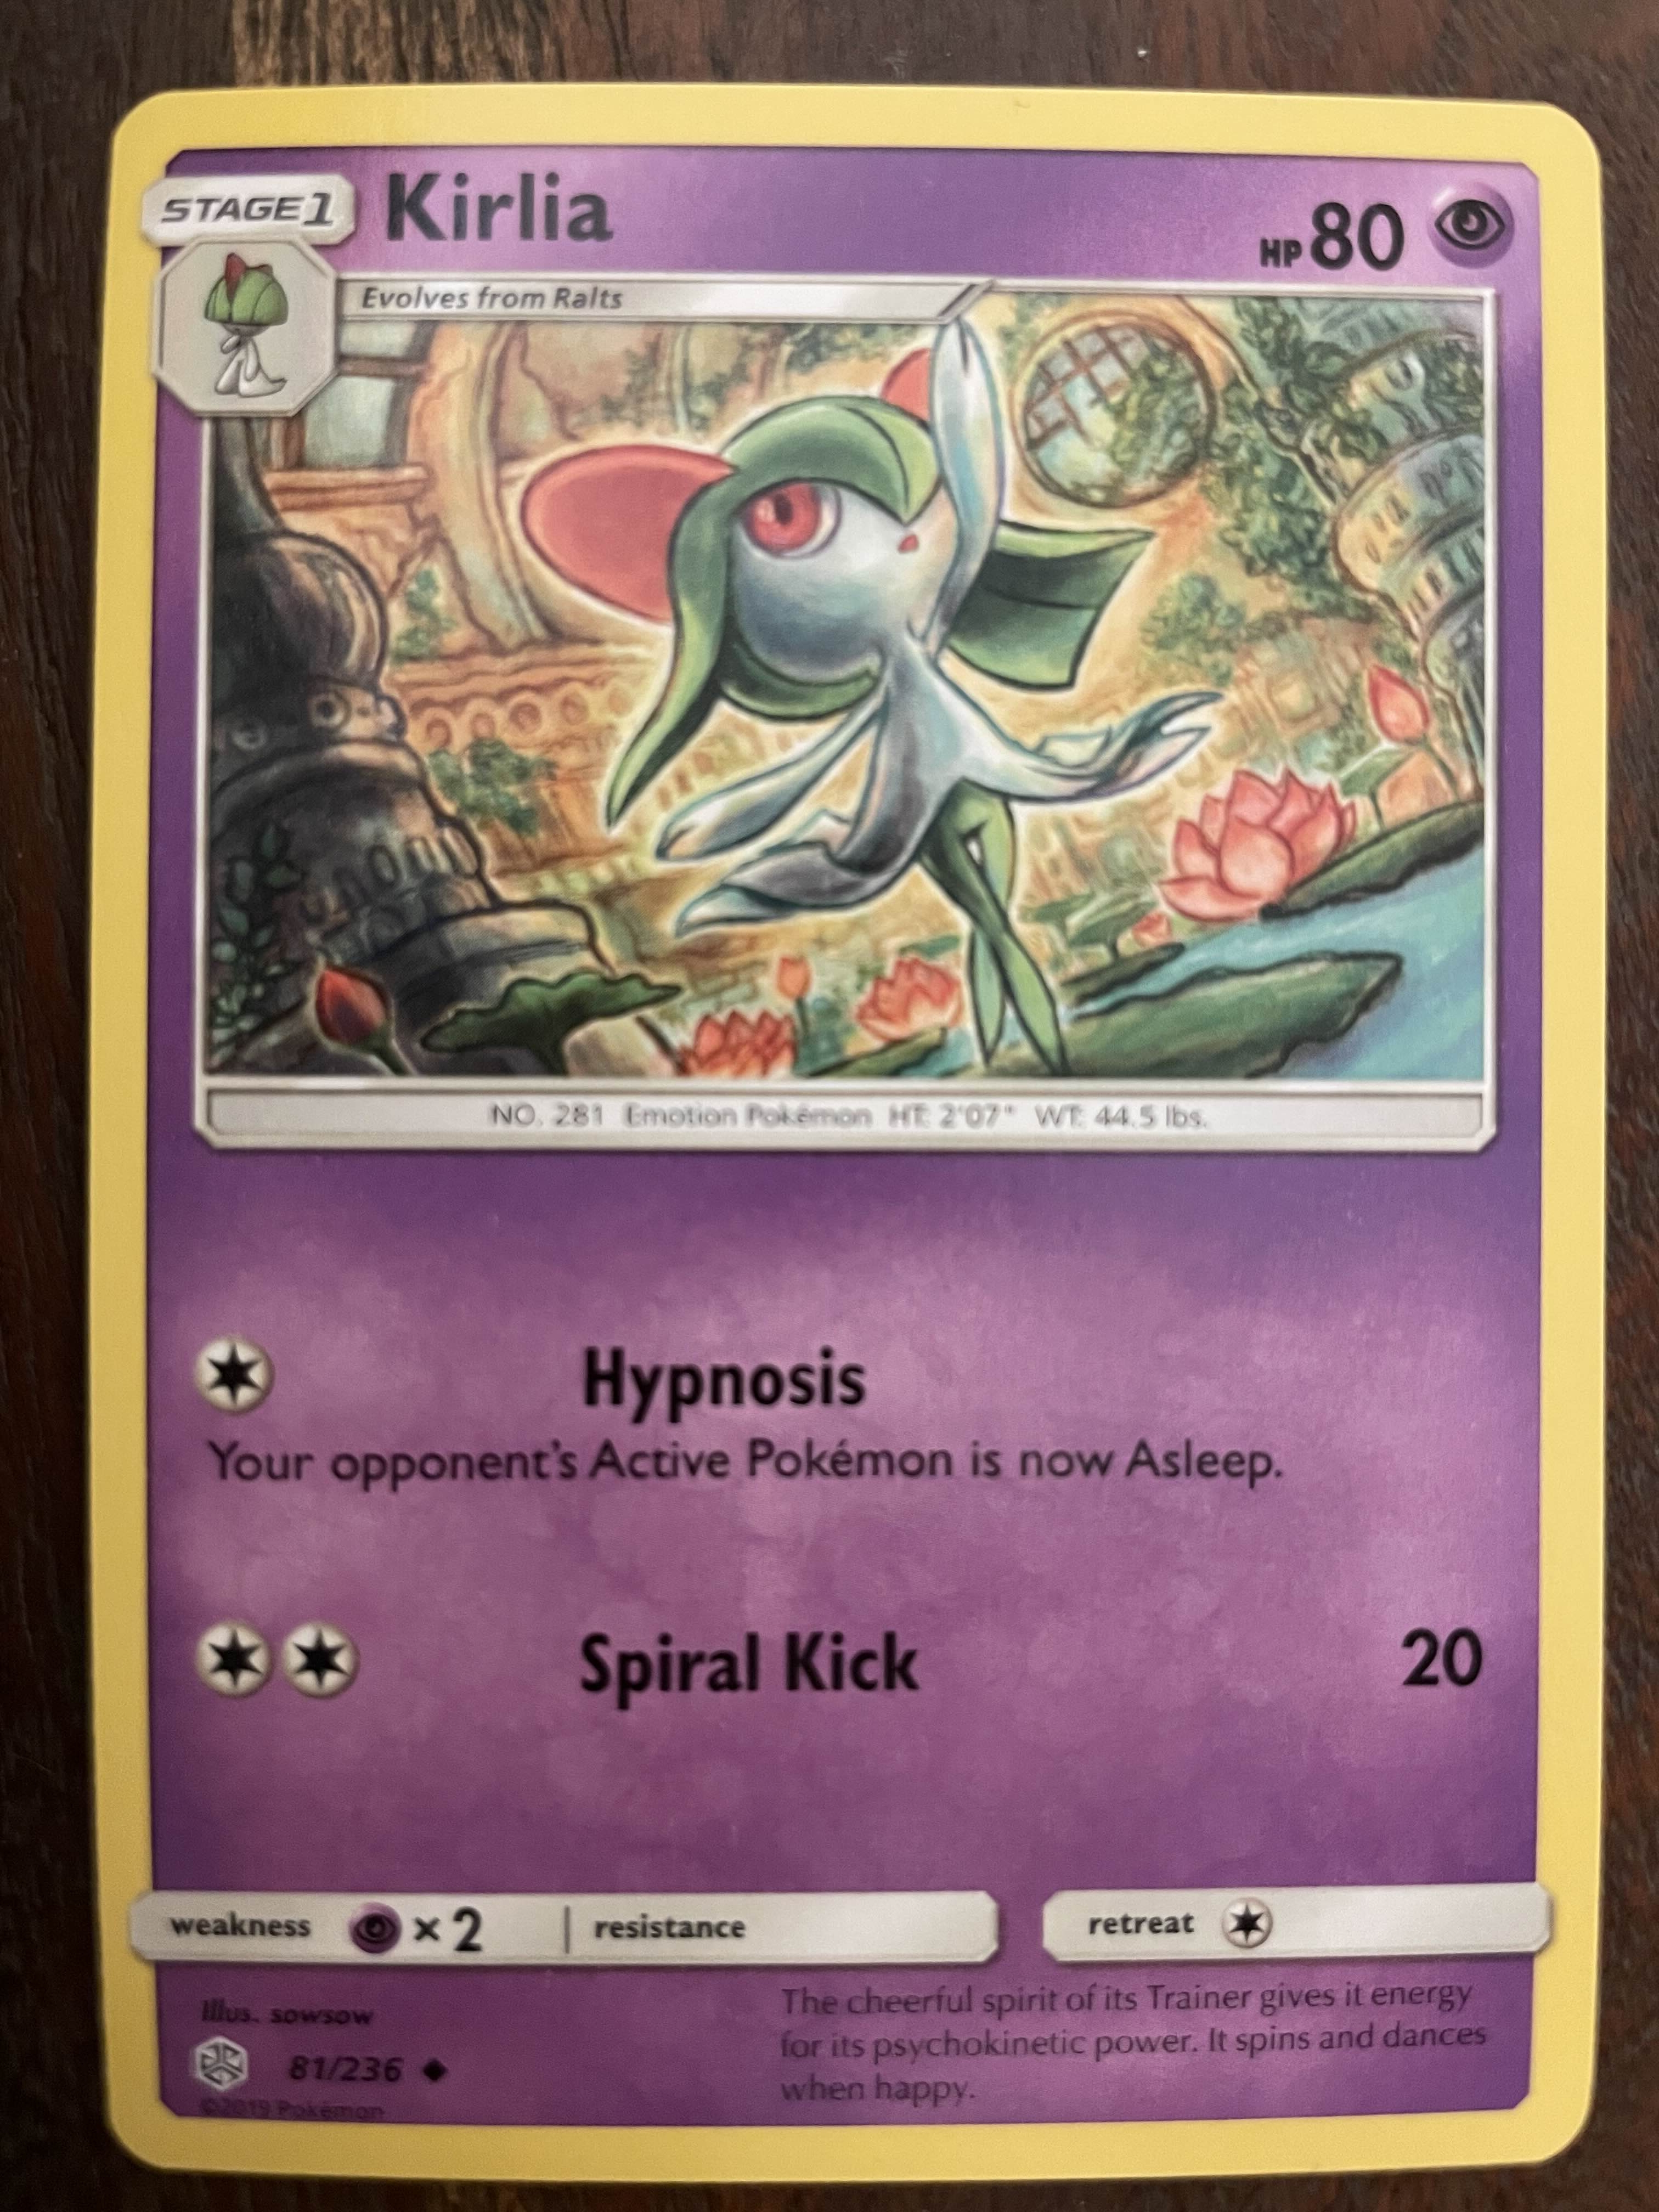 STAGE 1 Kirlia HP 80
Evolves from Ralts
NO. 281 Emotion Pokémon HT: 2'07" WT: 44.5 lbs.
Hypnosis
Your opponent's Active Pokémon is now Asleep.
Spiral Kick 20
weakness ×2 resistance retreat
Illus. sowsow
81/236
©2019 Pokémon
The cheerful spirit of its Trainer gives it energy
for its psychokinetic power. It spins and dances
when happy.